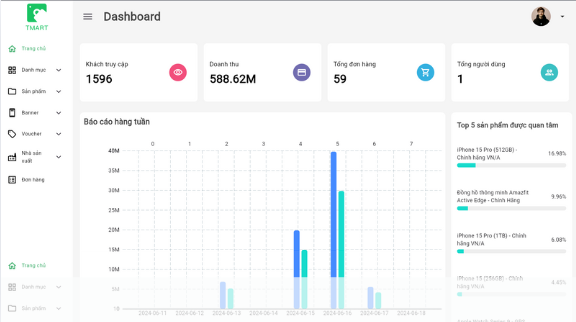 TMART
Dashboard
Trang chủ
Danh mục
Sản phẩm
Banner
Voucher
Nhà sản
xuất
Đơn hàng
Khách truy cập
1596
Doanh thu
588.62M
Tổng đơn hàng
59
Tổng người dùng
1
Báo cáo hàng tuần
0 1 2 3 4 5 6 7
40M
35M
30M
25M
20M
15M
10M
5M
0M
2024-06-11 2024-06-12 2024-06-13 2024-06-14 2024-06-15 2024-06-16 2024-06-17 2024-06-18
Top 5 sản phẩm được quan tâm
iPhone 15 Pro (512GB) -
Chính hãng VN/A
16.98%
Đồng hồ thông minh Amazfit
Active Edge - Chính Hãng
9.96%
iPhone 15 Pro (1TB) - Chính
hãng VN/A
6.08%
iPhone 15 (256GB) - Chính
hãng VN/A
Trang chủ
Danh mục
Sản phẩm